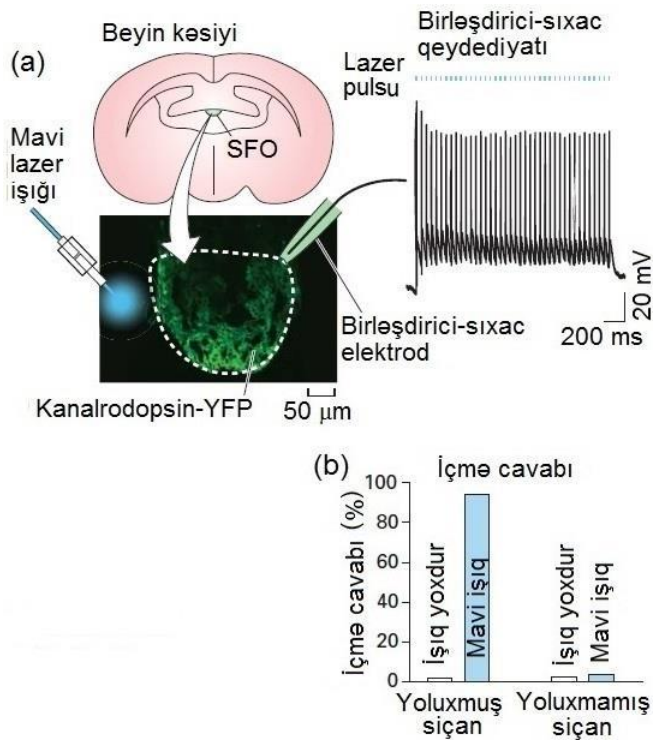 (a)
Beyin kəsiyi
SFO
Mavi
lazer
işığı
Kanalrodopsin-YFP
50 μm
Birləşdirici-sıxac
elektrod
Birləşdirici-sıxac
qeydediyatı
Lazer
pulsu
20 mV
200 ms
(b)
İçmə cavabı
İçmə cavabı (%)
100
80
60
40
20
0
İşıq yoxdur
Mavi işıq
İşıq yoxdur
Mavi işıq
Yoluxmuş
siçan
Yoluxmamış
siçan